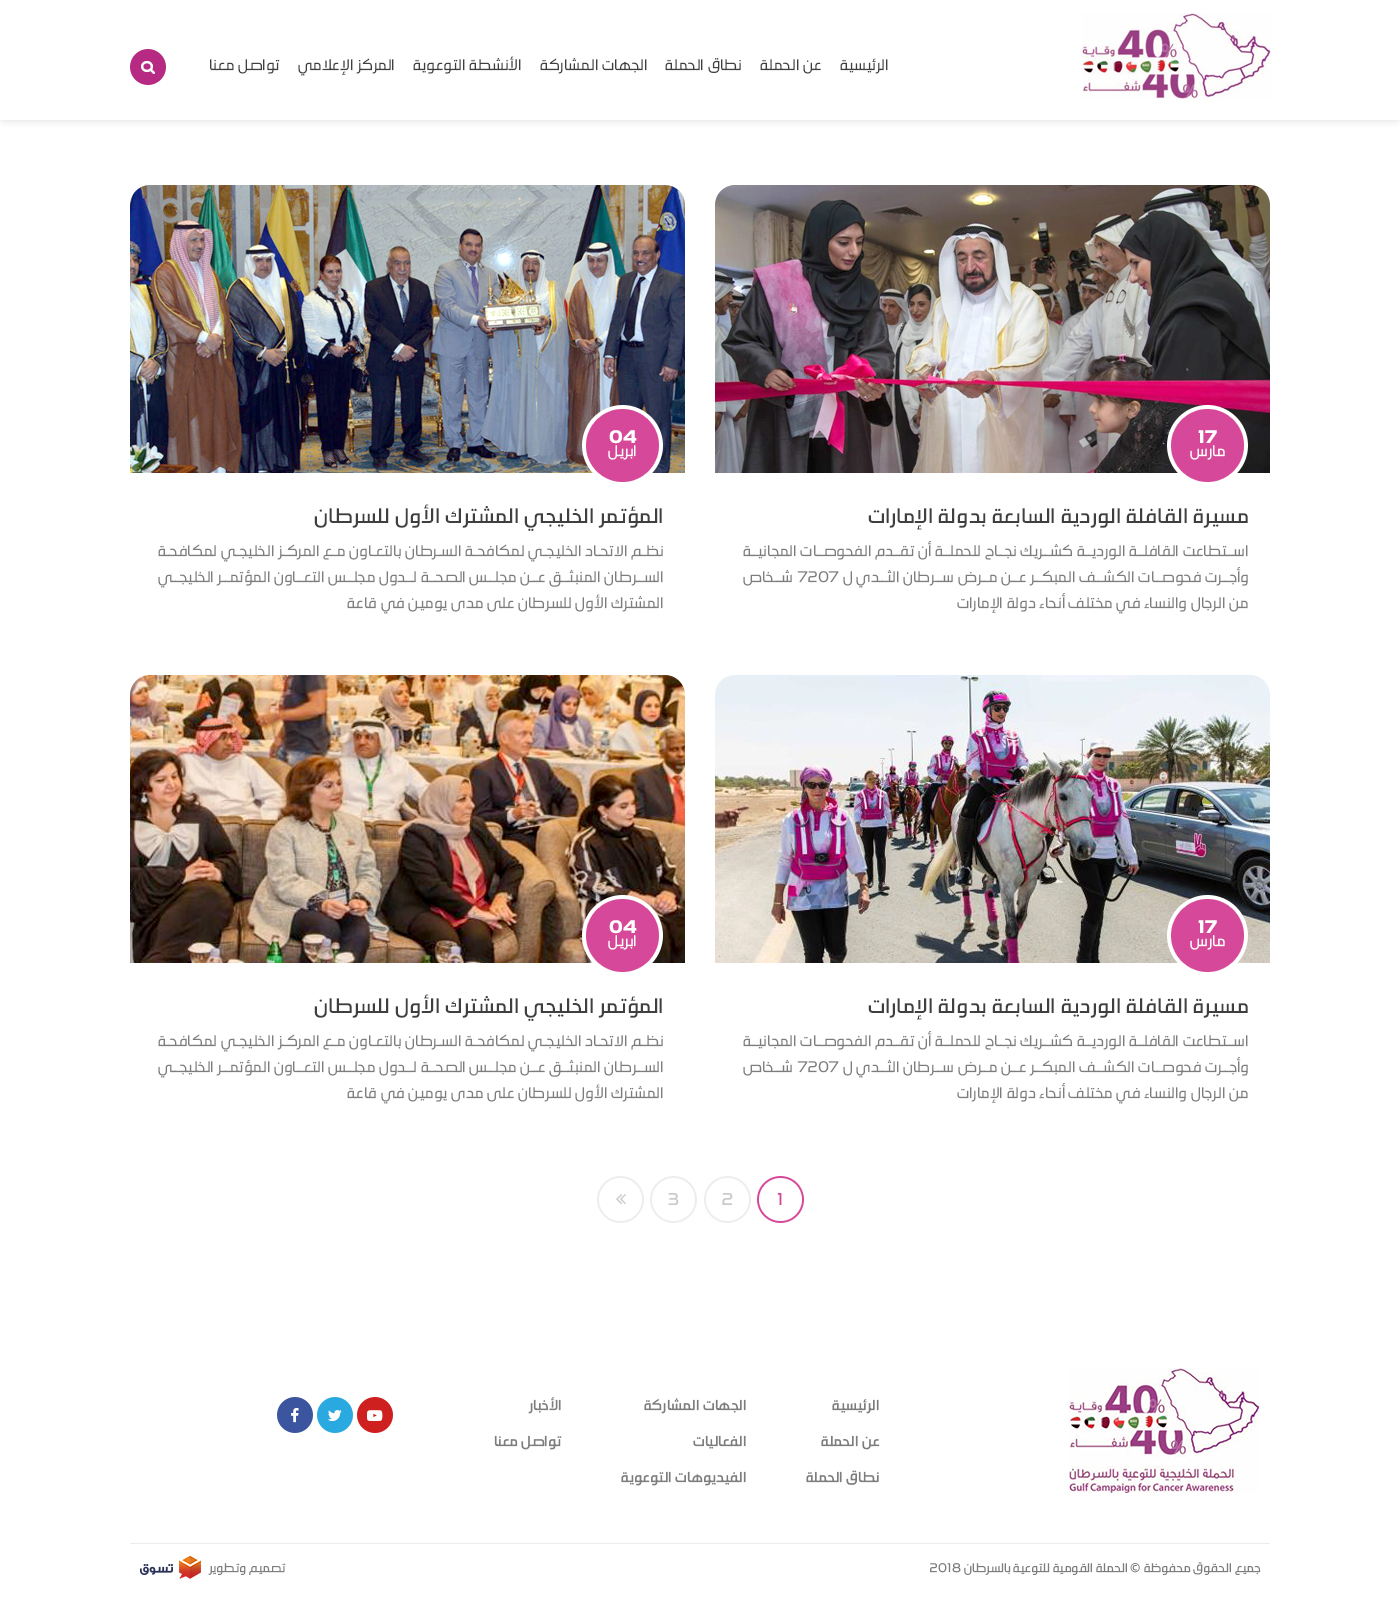 40%
وقاية
40%
شفاء
الرئيسية
عن الحملة
نطاق الحملة
الجهات المشاركة
الأنشطة التوعوية
المركز الإعلامي
تواصل معنا
17
مارس
مسيرة القافلة الوردية السابعة بدولة الإمارات
استطاعت القافلة الوردية كشريك نجاح للحملة أن تقدم الفحوصات المجانية
وأجرت فحوصات الكشف المبكر عن مرض سرطان الثدي ل 7207 شخاص
من الرجال والنساء في مختلف أنحاء دولة الإمارات
04
ابريل
المؤتمر الخليجي المشترك الأول للسرطان
نظم الاتحاد الخليجي لمكافحة السرطان بالتعاون مع المركز الخليجي لمكافحة
السرطان المنبثق عن مجلس الصحة لدول مجلس التعاون المؤتمر الخليجي
المشترك الأول للسرطان على مدى يومين في قاعة
17
مارس
مسيرة القافلة الوردية السابعة بدولة الإمارات
استطاعت القافلة الوردية كشريك نجاح للحملة أن تقدم الفحوصات المجانية
وأجرت فحوصات الكشف المبكر عن مرض سرطان الثدي ل 7207 شخاص
من الرجال والنساء في مختلف أنحاء دولة الإمارات
04
ابريل
المؤتمر الخليجي المشترك الأول للسرطان
نظم الاتحاد الخليجي لمكافحة السرطان بالتعاون مع المركز الخليجي لمكافحة
السرطان المنبثق عن مجلس الصحة لدول مجلس التعاون المؤتمر الخليجي
المشترك الأول للسرطان على مدى يومين في قاعة
1
2
3
»
40%
وقاية
40%
شفاء
الحملة الخليجية للتوعية بالسرطان
Gulf Campaign for Cancer Awareness
الرئيسية
عن الحملة
نطاق الحملة
الجهات المشاركة
الفعاليات
الفيديوهات التوعوية
الأخبار
تواصل معنا
جميع الحقوق محفوظة © الحملة القومية للتوعية بالسرطان 2018
تصميم وتطوير
تسوق